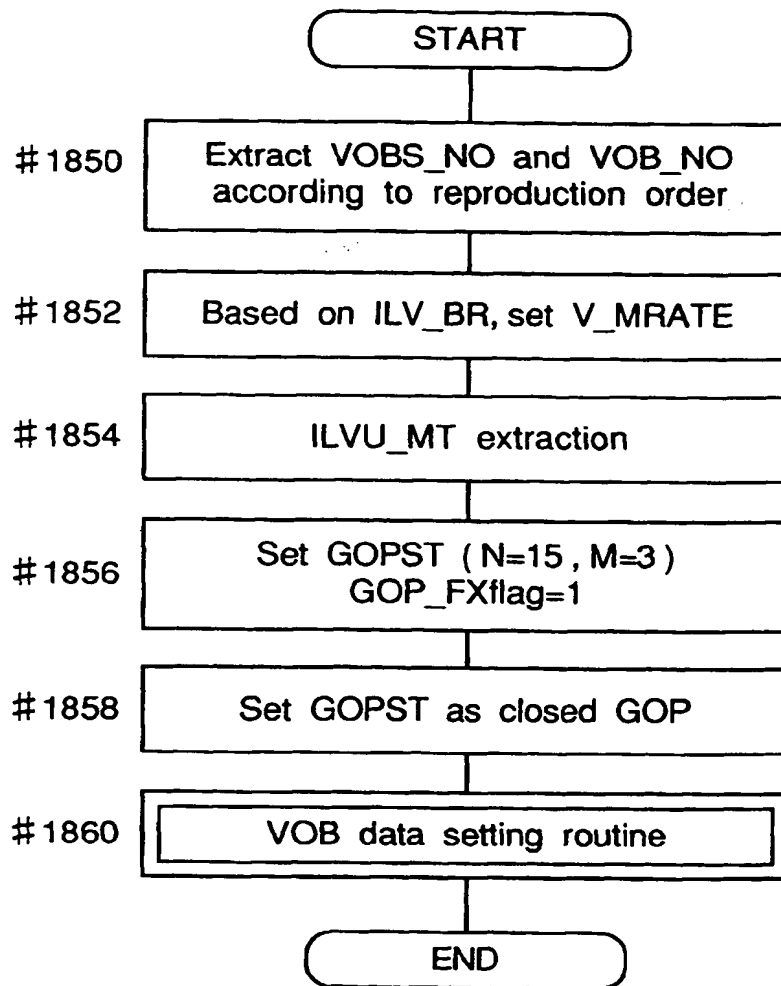 START
#1850
Extract VOBS_NO and VOB_NO
according to reproduction order
#1852
Based on ILV_BR, set V_MRATE
#1854
ILVU_MT extraction
#1856
Set GOPST ( N=15 , M=3 )
GOP_FXflag=1
#1858
Set GOPST as closed GOP
#1860
VOB data setting routine
END